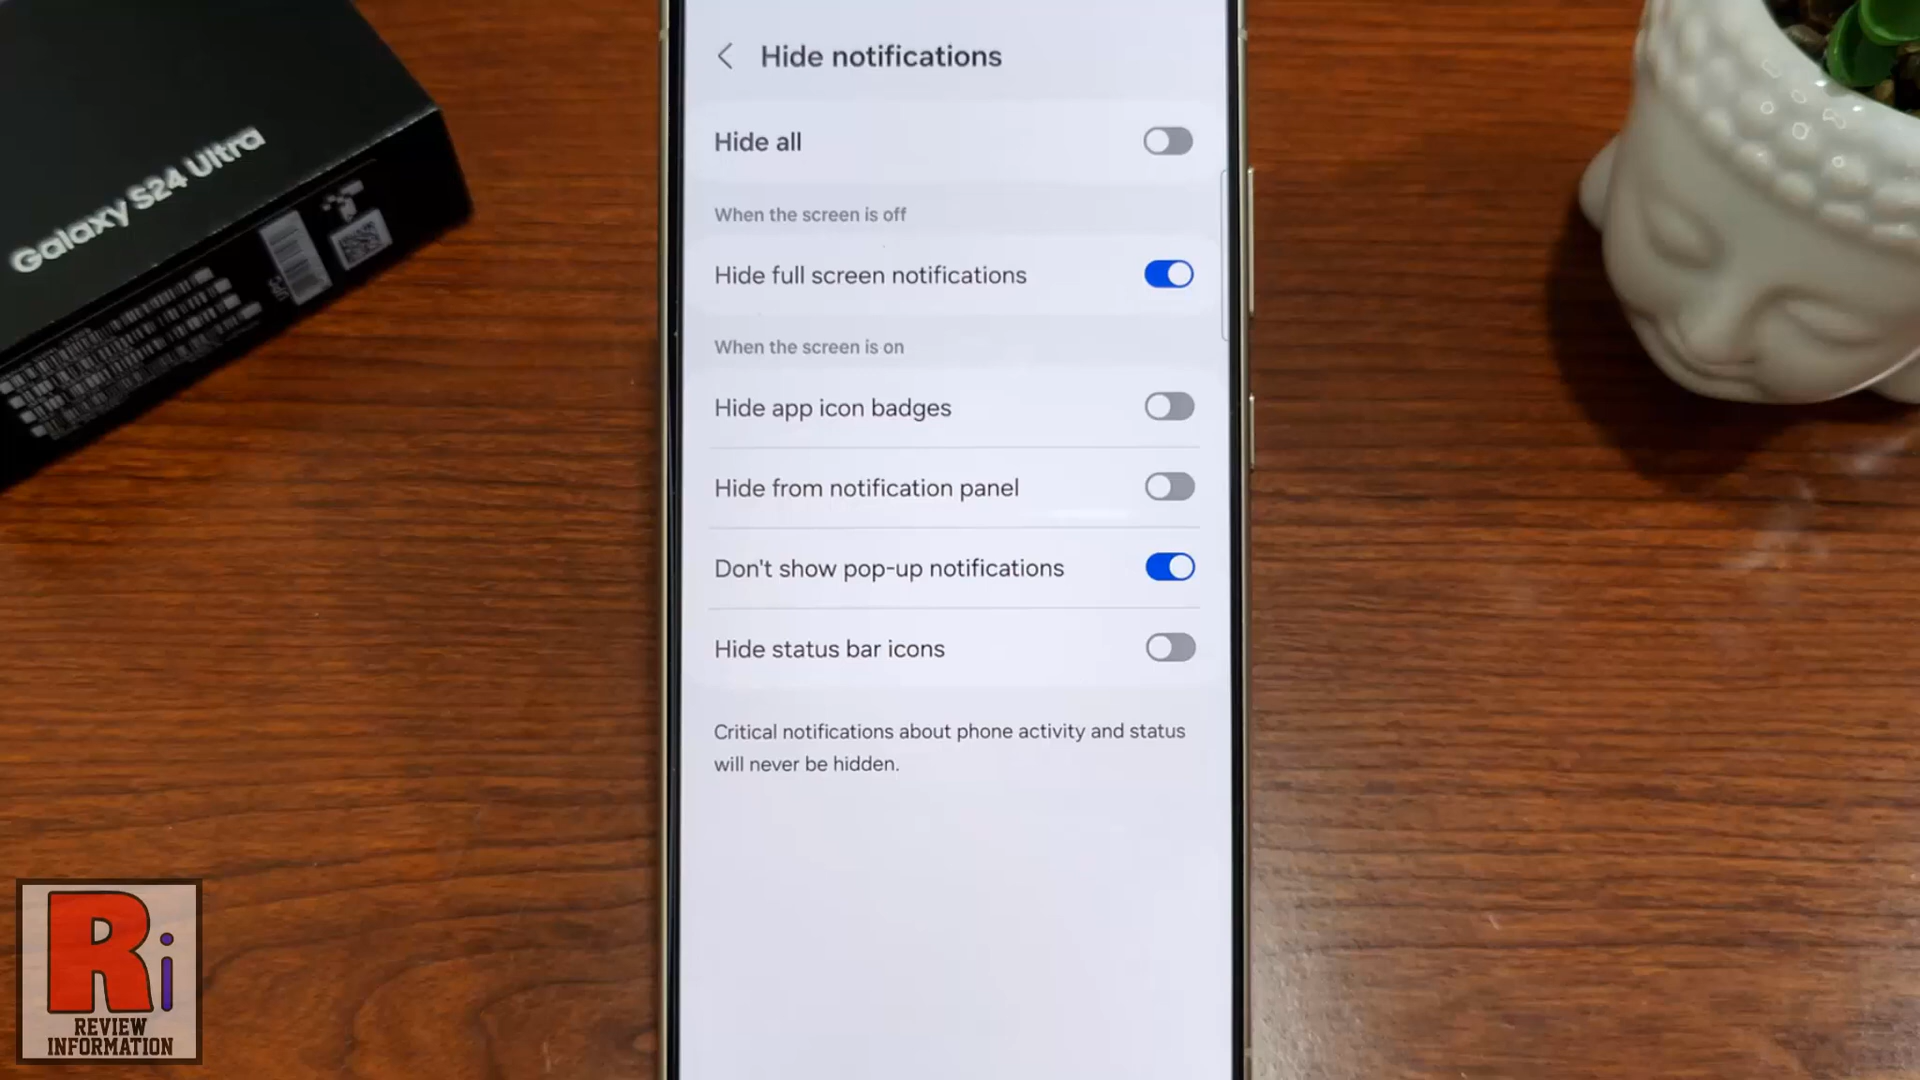 Galaxy S24 Ultra
Hide notifications
Hide all
When the screen is off
Hide full screen notifications
When the screen is on
Hide app icon badges
Hide from notification panel
Don't show pop-up notifications
Hide status bar icons
Critical notifications about phone activity and status
will never be hidden.
Ri
REVIEW
INFORMATION